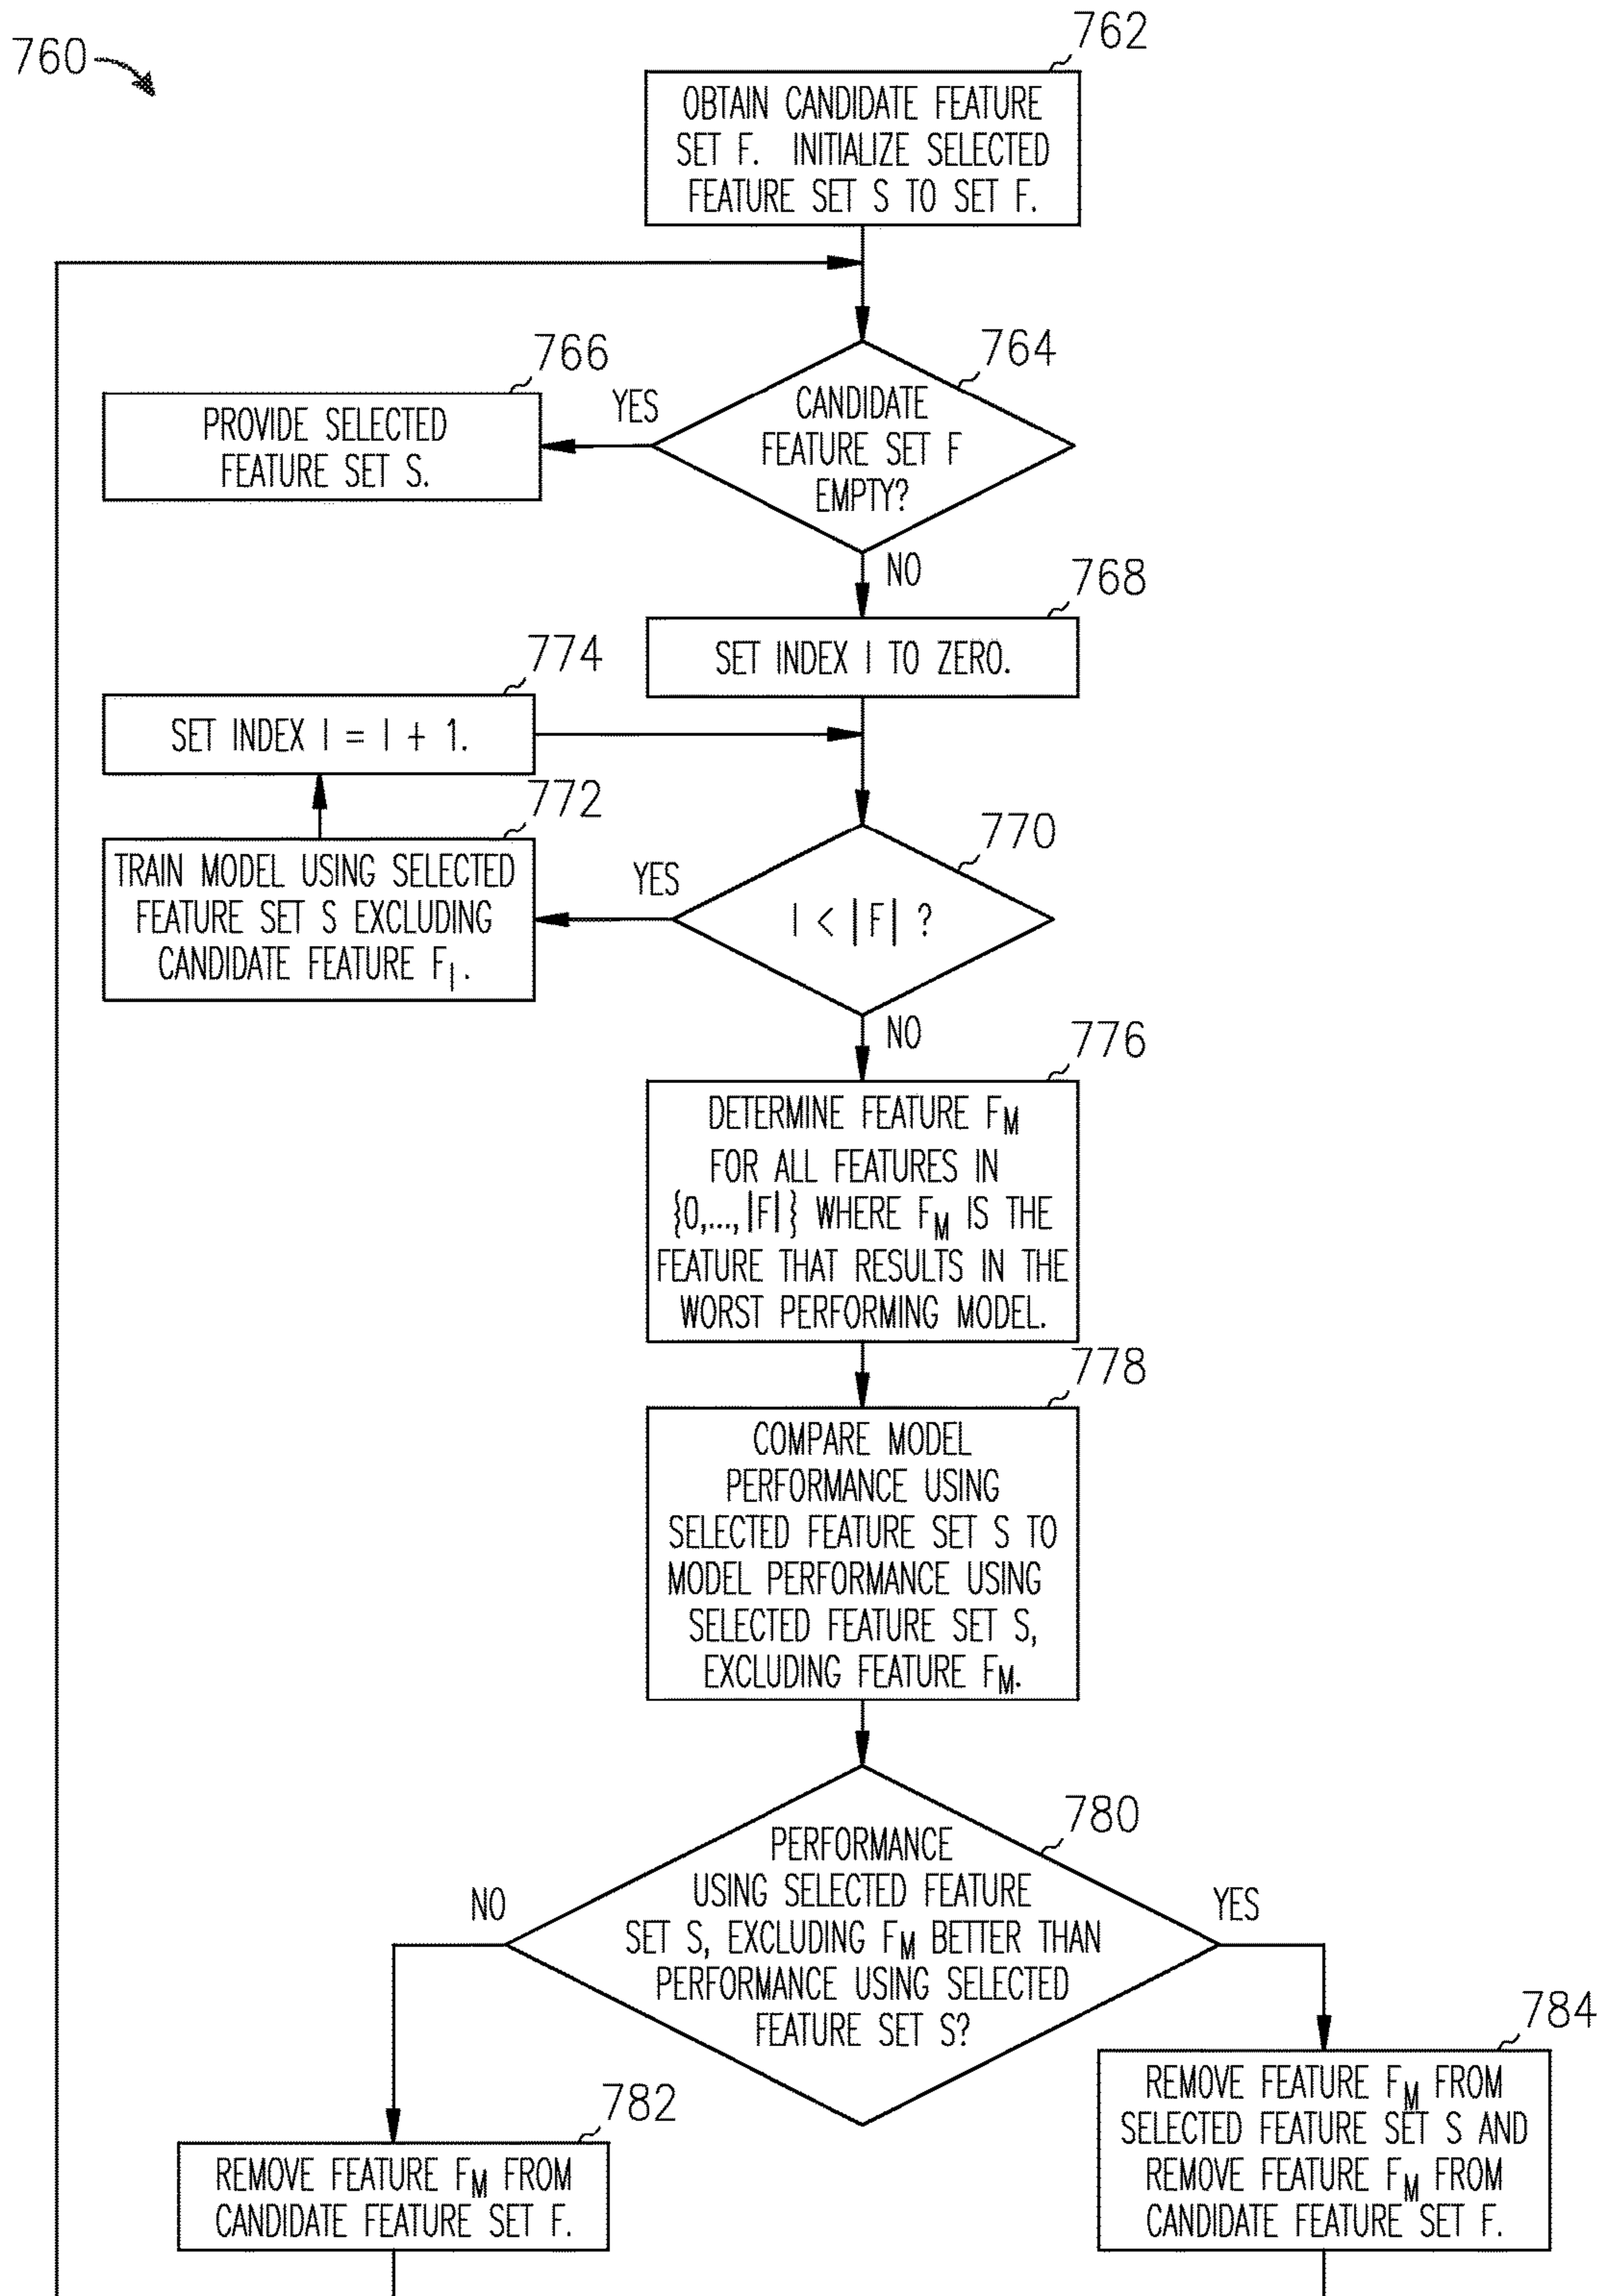 760
762
OBTAIN CANDIDATE FEATURE
SET F. INITIALIZE SELECTED
FEATURE SET S TO SET F.
764
CANDIDATE
FEATURE SET F
EMPTY?
YES
766
PROVIDE SELECTED
FEATURE SET S.
NO
768
SET INDEX I TO ZERO.
774
SET INDEX I = I + 1.
772
TRAIN MODEL USING SELECTED
FEATURE SET S EXCLUDING
CANDIDATE FEATURE F_I.
YES
770
I < |F| ?
NO
776
DETERMINE FEATURE F_M
FOR ALL FEATURES IN
{0,...,|F|} WHERE F_M IS THE
FEATURE THAT RESULTS IN THE
WORST PERFORMING MODEL.
778
COMPARE MODEL
PERFORMANCE USING
SELECTED FEATURE SET S TO
MODEL PERFORMANCE USING
SELECTED FEATURE SET S,
EXCLUDING FEATURE F_M.
780
PERFORMANCE
USING SELECTED FEATURE
SET S, EXCLUDING F_M BETTER THAN
PERFORMANCE USING SELECTED
FEATURE SET S?
NO
YES
782
REMOVE FEATURE F_M FROM
CANDIDATE FEATURE SET F.
784
REMOVE FEATURE F_M FROM
SELECTED FEATURE SET S AND
REMOVE FEATURE F_M FROM
CANDIDATE FEATURE SET F.